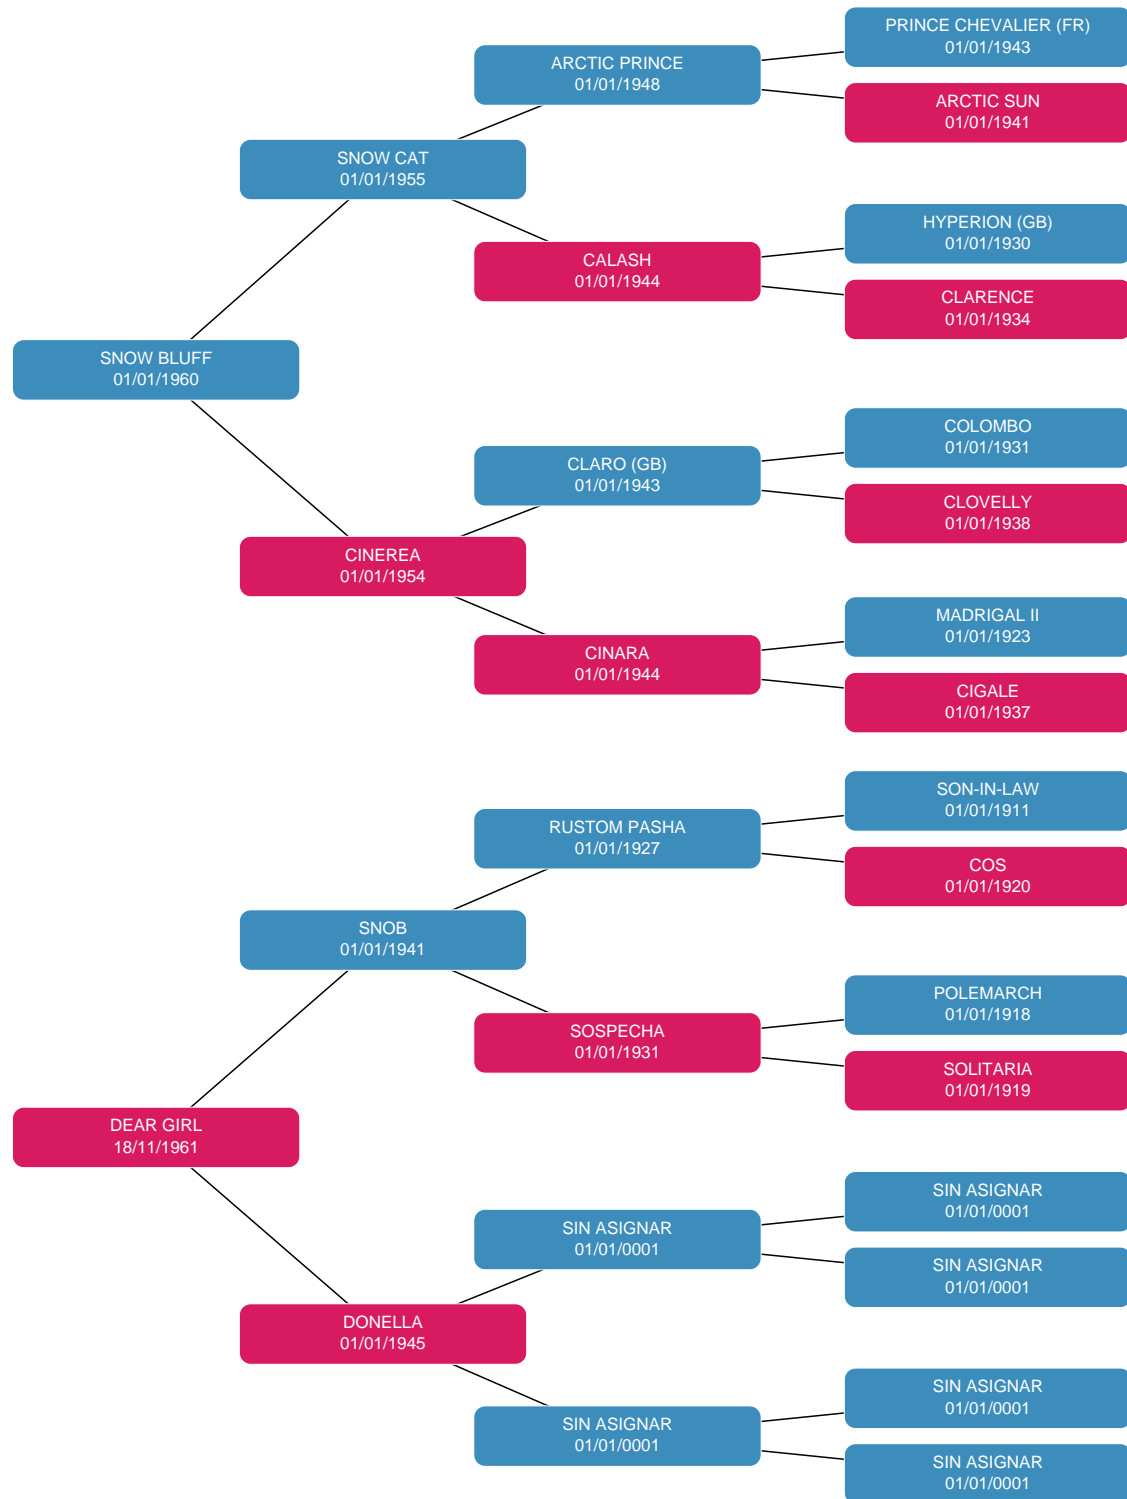 PRINCE CHEVALIER (FR)
01/01/1943
ARCTIC PRINCE
01/01/1948
ARCTIC SUN
01/01/1941
SNOW CAT
01/01/1955
HYPERION (GB)
01/01/1930
CALASH
01/01/1944
CLARENCE
01/01/1934
SNOW BLUFF
01/01/1960
COLOMBO
01/01/1931
CLARO (GB)
01/01/1943
CLOVELLY
01/01/1938
CINEREA
01/01/1954
MADRIGAL II
01/01/1923
CINARA
01/01/1944
CIGALE
01/01/1937
SON-IN-LAW
01/01/1911
RUSTOM PASHA
01/01/1927
COS
01/01/1920
SNOB
01/01/1941
POLEMARCH
01/01/1918
SOSPECHA
01/01/1931
SOLITARIA
01/01/1919
DEAR GIRL
18/11/1961
SIN ASIGNAR
01/01/0001
SIN ASIGNAR
01/01/0001
SIN ASIGNAR
01/01/0001
DONELLA
01/01/1945
SIN ASIGNAR
01/01/0001
SIN ASIGNAR
01/01/0001
SIN ASIGNAR
01/01/0001